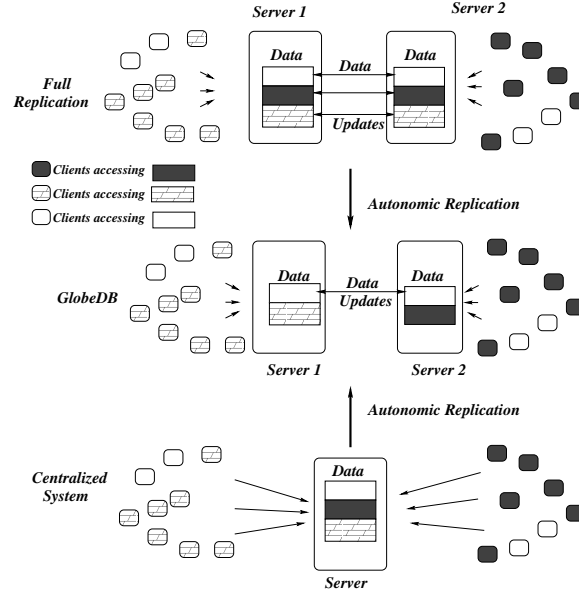 Server 1
Server 2
Data
Data
Data
Full
Replication
Updates
Clients accessing
Clients accessing
Clients accessing
Autonomic Replication
GlobeDB
Data
Data
Data
Updates
Server 1
Server 2
Autonomic Replication
Centralized
System
Data
Server